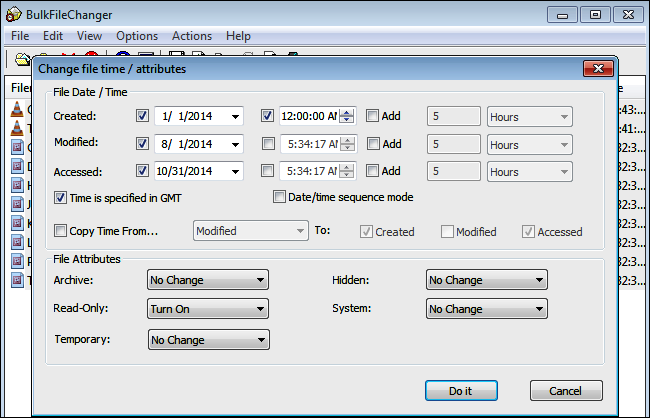 BulkFileChanger
File Edit View Options Actions Help
Change file time / attributes
File Date / Time
Created: 1/ 1/2014 12:00:00 AM Add 5 Hours
Modified: 8/ 1/2014 5:34:17 AM Add 5 Hours
Accessed: 10/31/2014 5:34:17 AM Add 5 Hours
Time is specified in GMT Date/time sequence mode
Copy Time From... Modified To: Created Modified Accessed
File Attributes
Archive: No Change Hidden: No Change
Read-Only: Turn On System: No Change
Temporary: No Change
Do it Cancel